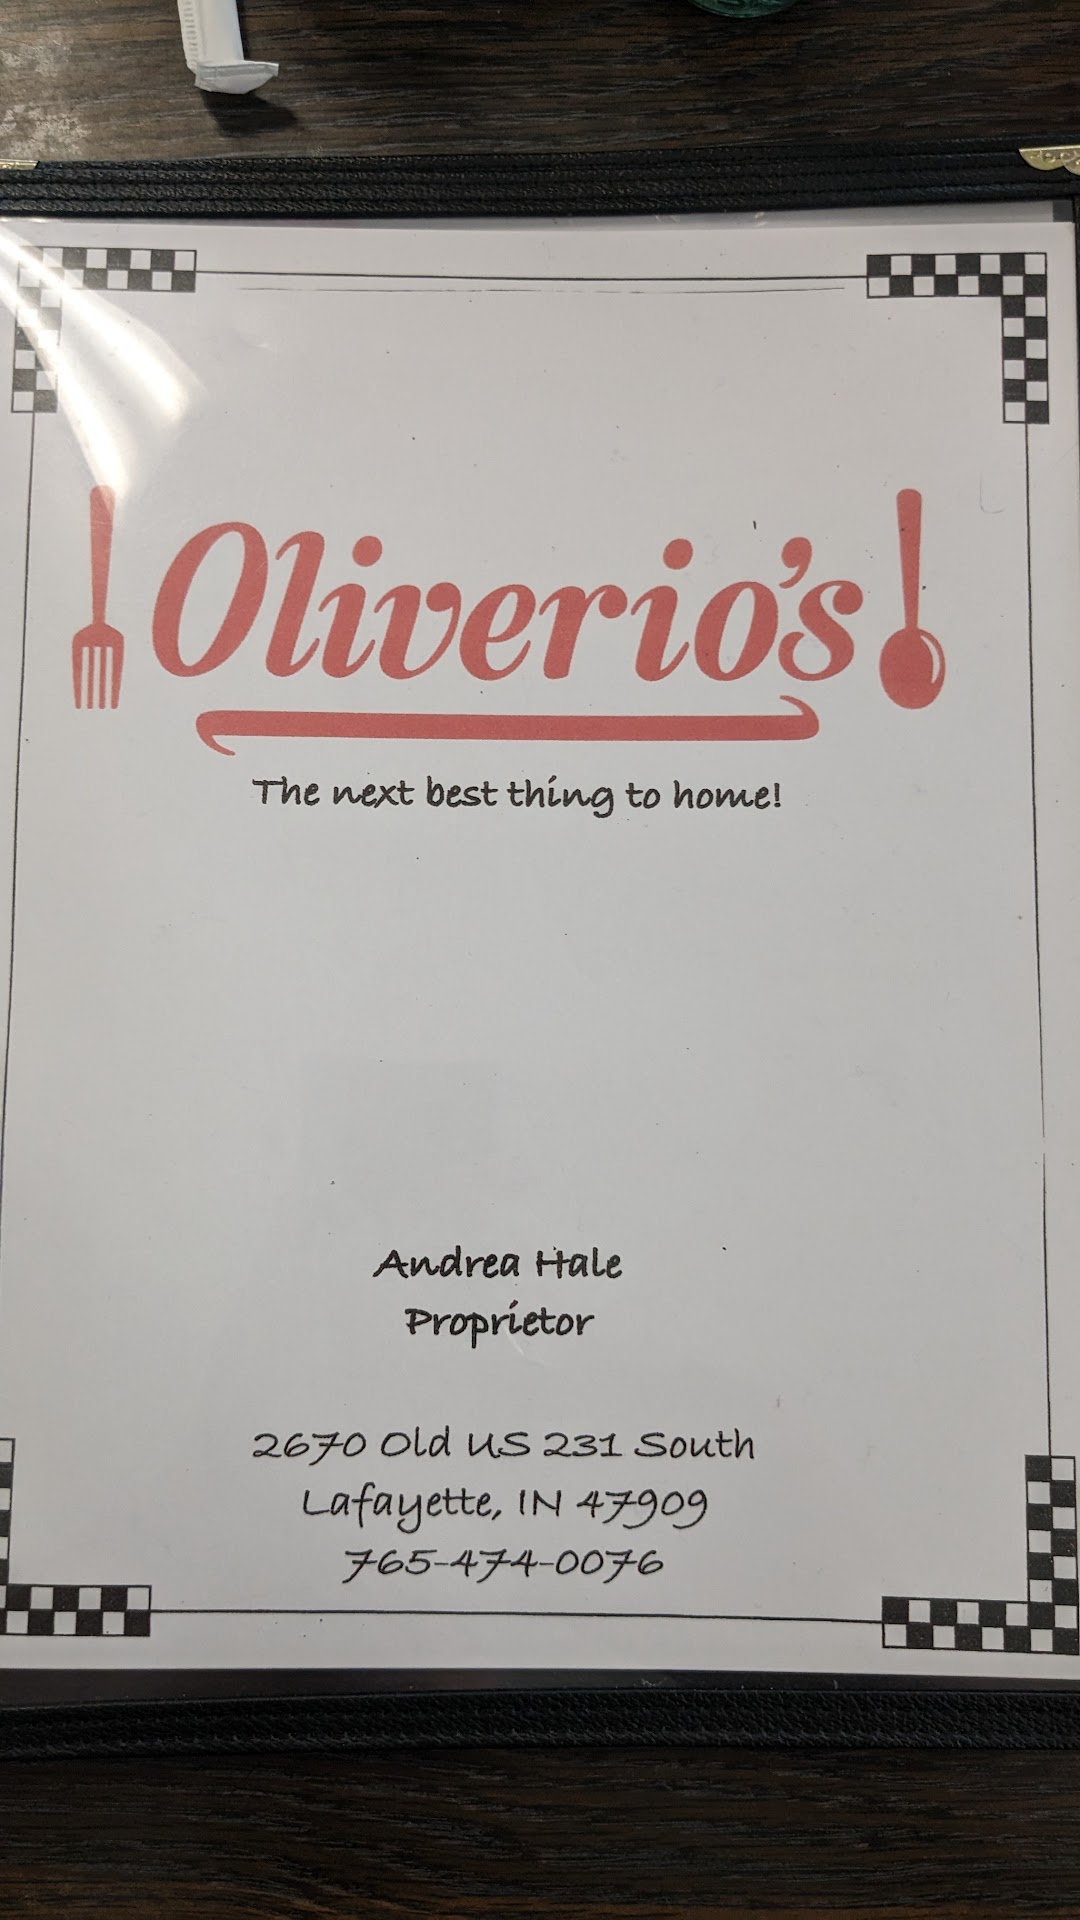 Oliverio's
The next best thing to home!
Andrea Hale
Proprietor
2670 Old US 231 South
Lafayette, IN 47909
765-474-0076